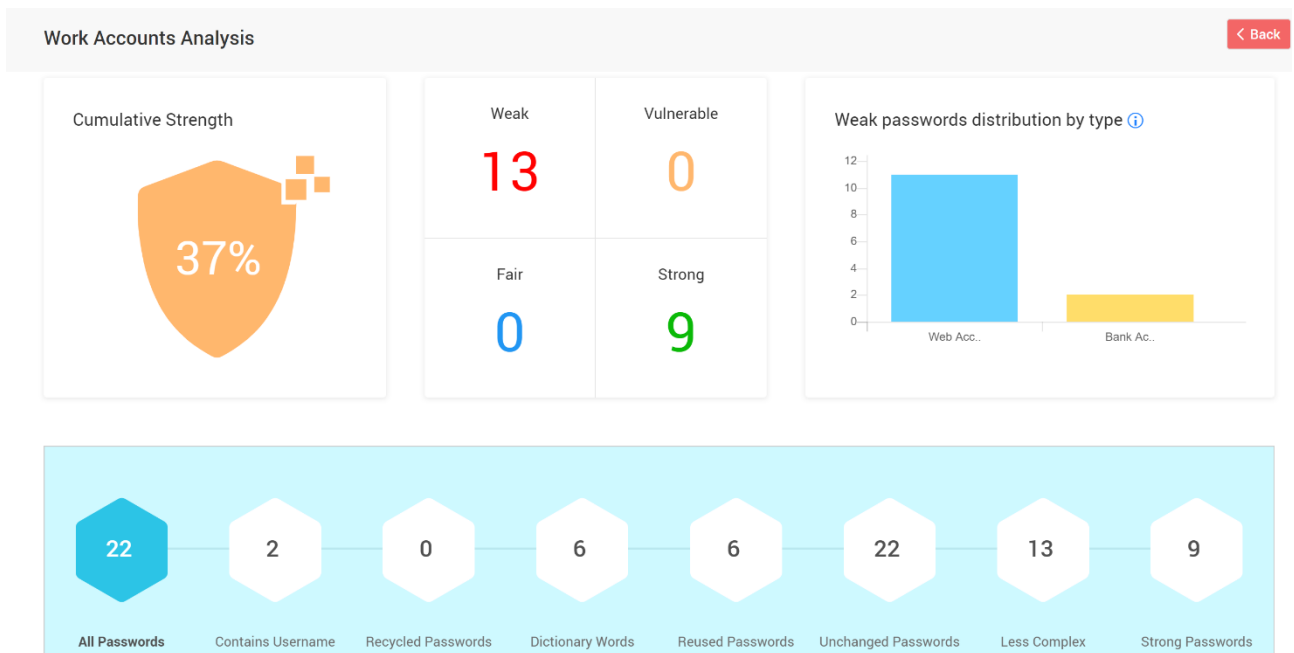 Work Accounts Analysis
Back
Cumulative Strength
37%
Weak
13
Vulnerable
0
Fair
0
Strong
9
Weak passwords distribution by type
12
10
8
6
4
2
0
Web Acc..
Bank Ac..
22
2
0
6
6
22
13
9
All Passwords
Contains Username
Recycled Passwords
Dictionary Words
Reused Passwords
Unchanged Passwords
Less Complex
Strong Passwords